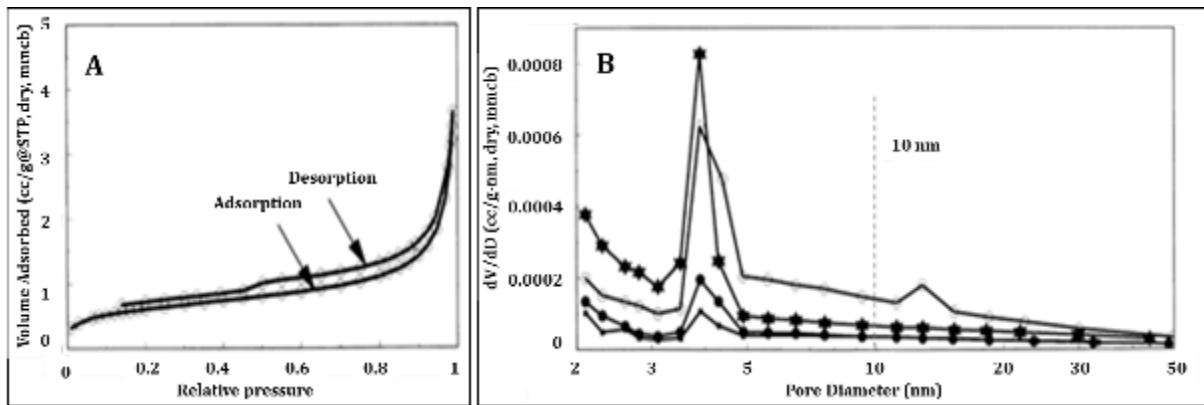 A
Volume Adsorbed (cc/g@STP, dry, mmcb)
5
4
3
2
1
0
Desorption
Adsorption
0
0.2
0.4
0.6
0.8
1
Relative pressure
B
dV/dD (cc/g-nm, dry, mmcb)
0.0008
0.0006
0.0004
0.0002
0
10 nm
2
3
5
10
20
30
50
Pore Diameter (nm)